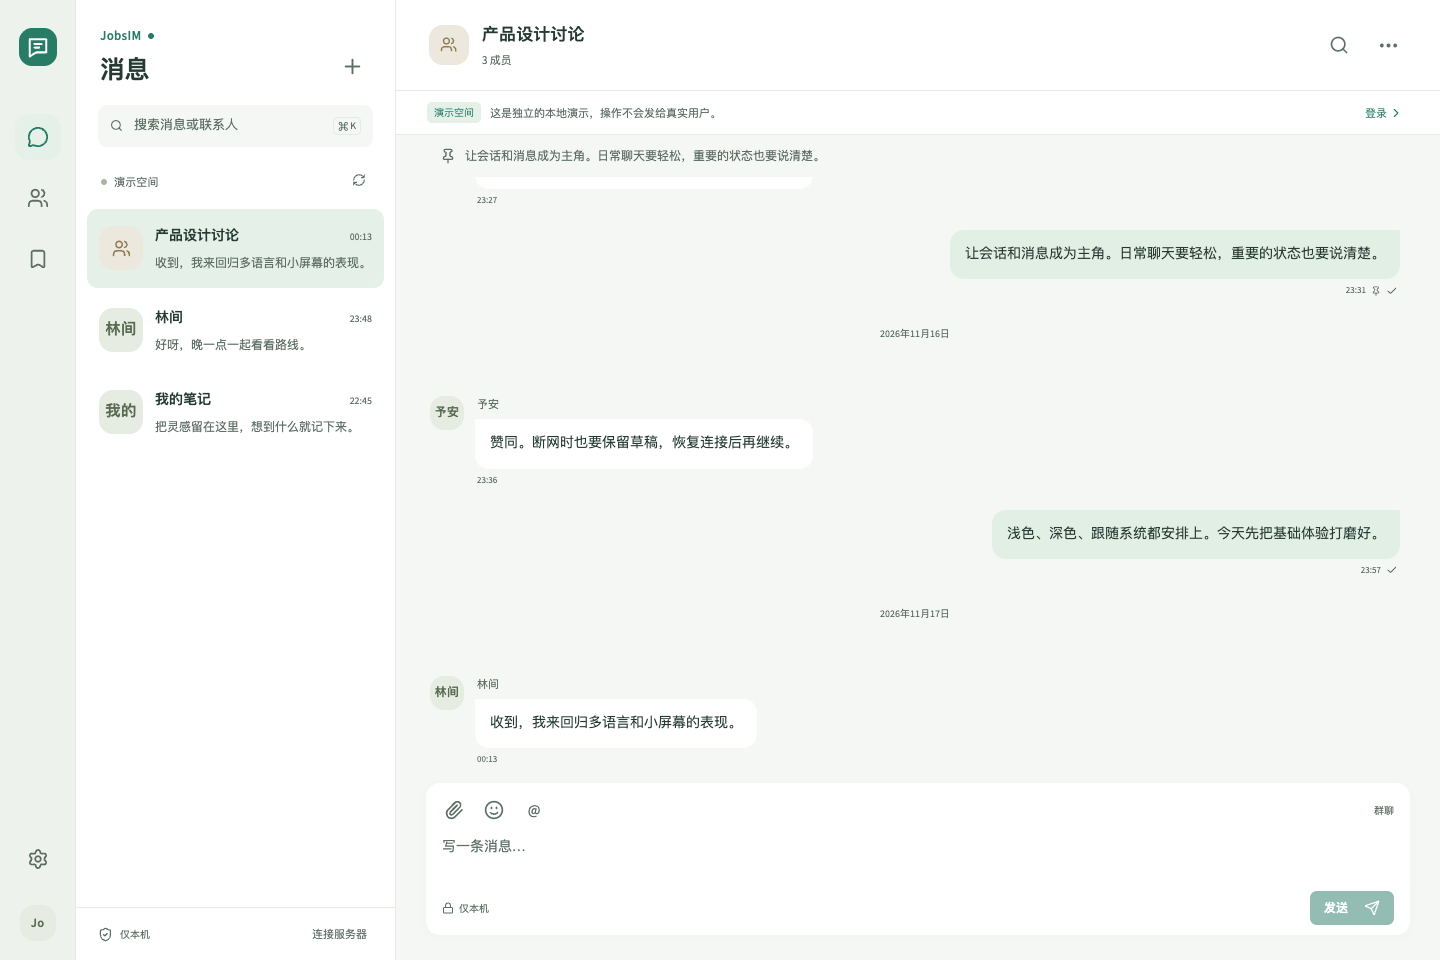 JobsIM
消息
搜索消息或联系人
⌘K
演示空间
产品设计讨论
00:13
收到，我来回归多语言和小屏幕的表现。
林间
林间
23:48
好呀，晚一点一起看看路线。
我的
我的笔记
22:45
把灵感留在这里，想到什么就记下来。
Jo
仅本机
连接服务器
产品设计讨论
3 成员
演示空间
这是独立的本地演示，操作不会发给真实用户。
登录
让会话和消息成为主角。日常聊天要轻松，重要的状态也要说清楚。
23:27
让会话和消息成为主角。日常聊天要轻松，重要的状态也要说清楚。
23:31
2026年11月16日
予安
予安
赞同。断网时也要保留草稿，恢复连接后再继续。
23:36
浅色、深色、跟随系统都安排上。今天先把基础体验打磨好。
23:57
2026年11月17日
林间
林间
收到，我来回归多语言和小屏幕的表现。
00:13
@
群聊
写一条消息...
仅本机
发送